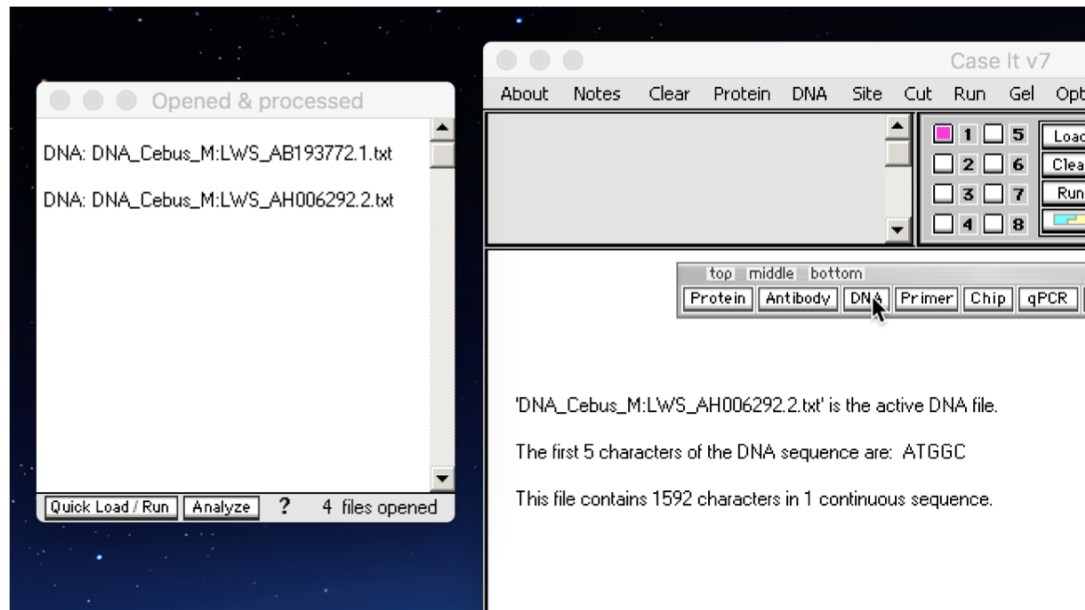 Case It v7
Opened & processed
About Notes Clear Protein DNA Site Cut Run Gel Opt
DNA: DNA_Cebus_M:LWS_AB193772.1.txt
DNA: DNA_Cebus_M:LWS_AH006292.2.txt
1 5 Load
2 6 Clea
3 7 Run
4 8
top middle bottom
Protein Antibody DNA Primer Chip qPCR
'DNA_Cebus_M:LWS_AH006292.2.txt' is the active DNA file.
The first 5 characters of the DNA sequence are: ATGGC
This file contains 1592 characters in 1 continuous sequence.
Quick Load / Run Analyze ? 4 files opened